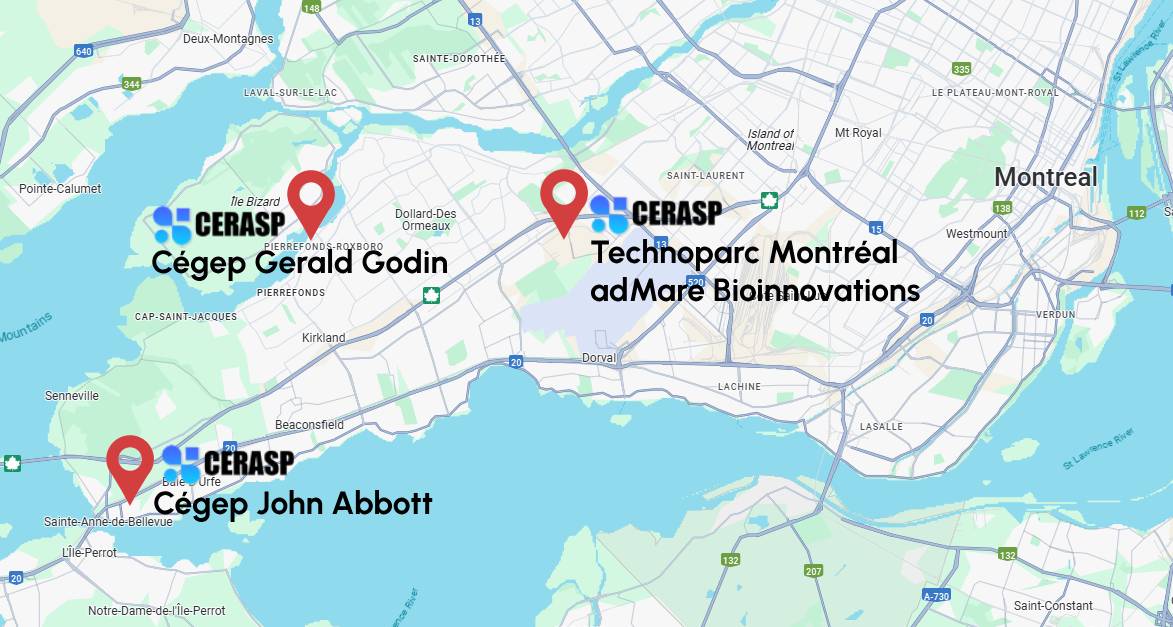 148
13
Deux-Montagnes
640
SAINTE-DOROTHÉE
St Lawrence River
344
335
LAVAL-SUR-LE-LAC
LE PLATEAU-MONT-ROYAL
Island of
Montreal
Mt Royal
SAINT-LAURENT
Montreal
Pointe-Calumet
Île Bizard
CERASP
Dollard-Des
Ormeaux
CERASP
138
112
15
Westmount
PIERREFONDS-ROXBORO
Cégep Gerald Godin
13
Technoparc Montréal
520
adMare Bioinnovations
PIERREFONDS
CAP-SAINT-JACQUES
Mountains
Kirkland
20
VERDUN
20
Dorval
LACHINE
Senneville
Beaconsfield
LASALLE
20
St Lawrence River
CERASP
Baie-D'Urfe
Cégep John Abbott
Sainte-Anne-de-Bellevue
L'Île-Perrot
20
132
207
132
A-730
Notre-Dame-de-l'Île-Perrot
Saint-Constant
River